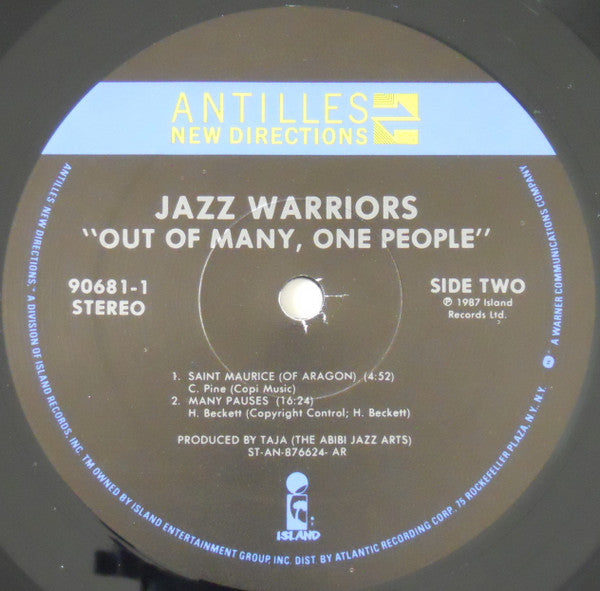 ANTILLES
NEW DIRECTIONS
JAZZ WARRIORS
"OUT OF MANY, ONE PEOPLE"
90681-1
STEREO
SIDE TWO
℗ 1987 Island
Records Ltd.
1. SAINT MAURICE (OF ARAGON) (4:52)
C. Pine (Copi Music)
2. MANY PAUSES (16:24)
H. Beckett (Copyright Control; H. Beckett)
PRODUCED BY TAJA (THE ABIBI JAZZ ARTS)
ST-AN-876624- AR
ISLAND
ANTILLES NEW DIRECTIONS, A DIVISION OF ISLAND RECORDS, INC. TM OWNED BY ISLAND ENTERTAINMENT GROUP, INC. DIST. BY ATLANTIC RECORDING CORP. 75 ROCKEFELLER PLAZA, N.Y. N.Y. A WARNER COMMUNICATIONS COMPANY